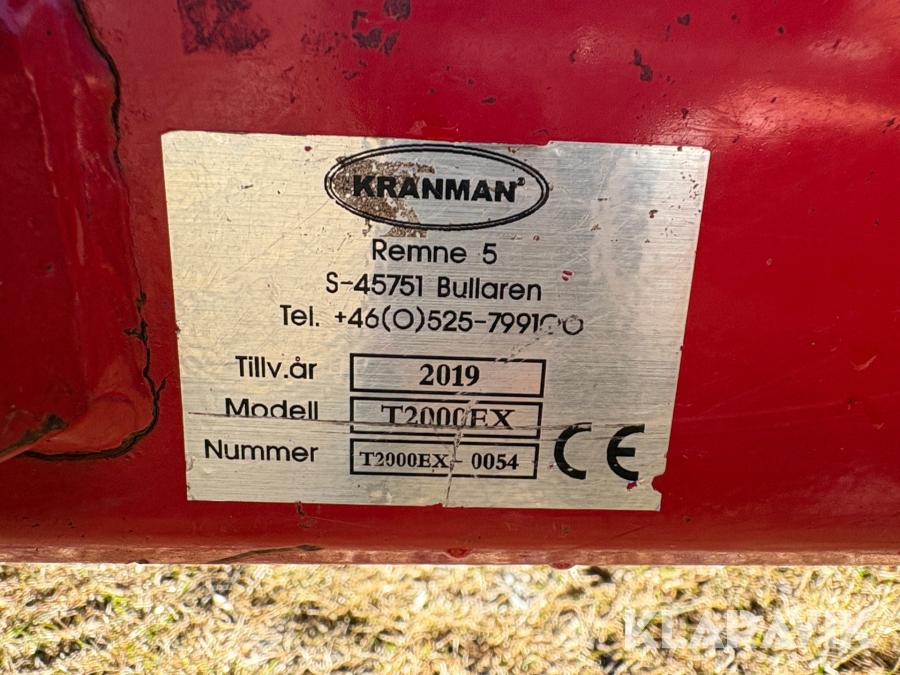 KRANMAN®
Remne 5
S-45751 Bullaren
Tel. +46(0)525-799100
Tillv.år 2019
Modell T2000EX
Nummer T2000EX-0054
CE
KLARAVIK